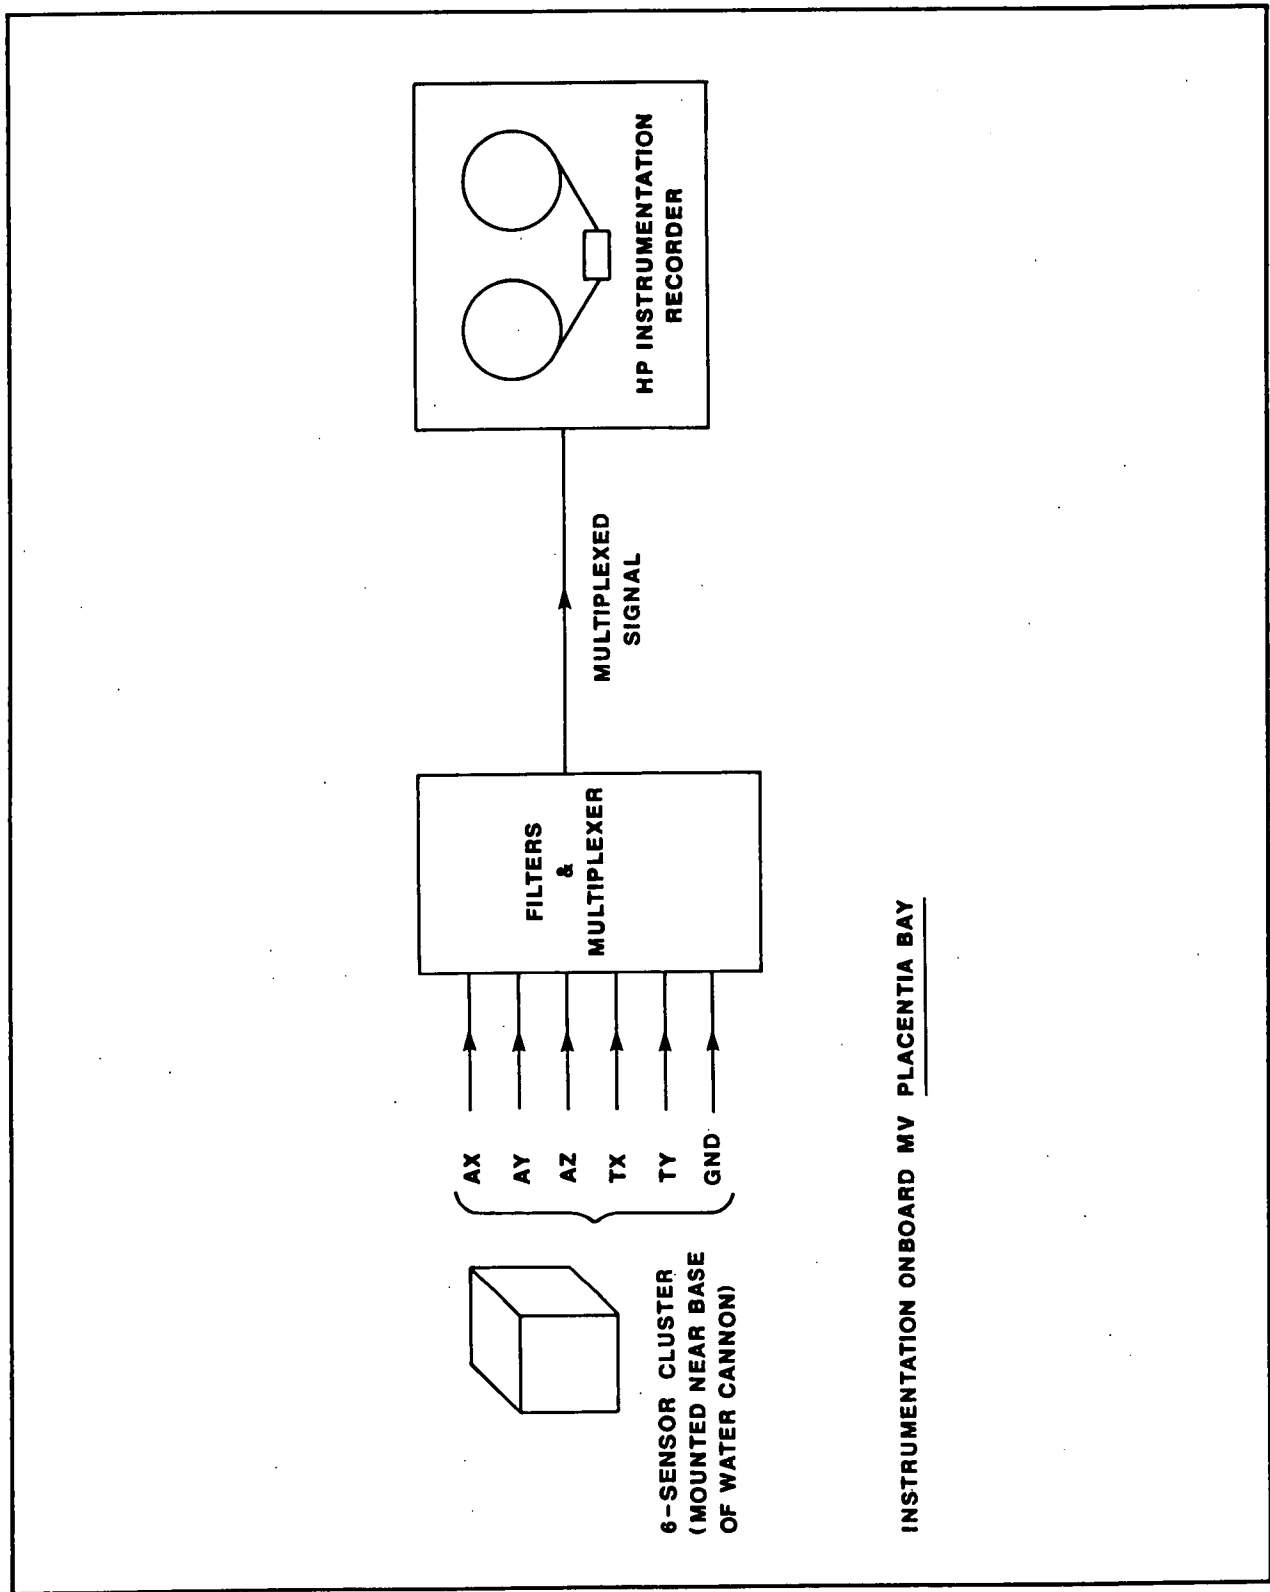 6-SENSOR CLUSTER
(MOUNTED NEAR BASE
OF WATER CANNON)
AX
AY
AZ
TX
TY
GND
FILTERS
&
MULTIPLEXER
MULTIPLEXED
SIGNAL
HP INSTRUMENTATION
RECORDER
INSTRUMENTATION ONBOARD MV PLACENTIA BAY